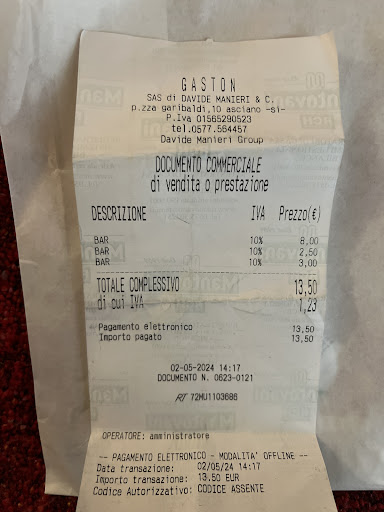 GASTON
SAS di DAVIDE MANIERI & C.
p.zza garibaldi,10 asciano -si-
P.Iva 01565290523
tel.0577.564457
Davide Manieri Group
DOCUMENTO COMMERCIALE
di vendita o prestazione
DESCRIZIONE IVA Prezzo(€)
BAR 10% 8,00
BAR 10% 2,50
BAR 10% 3,00
TOTALE COMPLESSIVO 13,50
di cui IVA 1,23
Pagamento elettronico 13,50
Importo pagato 13,50
02-05-2024 14:17
DOCUMENTO N. 0623-0121
RT 72MU1103686
OPERATORE: amministratore
-- PAGAMENTO ELETTRONICO - MODALITA' OFFLINE --
Data transazione: 02/05/24 14:17
Importo transazione: 13.50 EUR
Codice Autorizzativo: CODICE ASSENTE